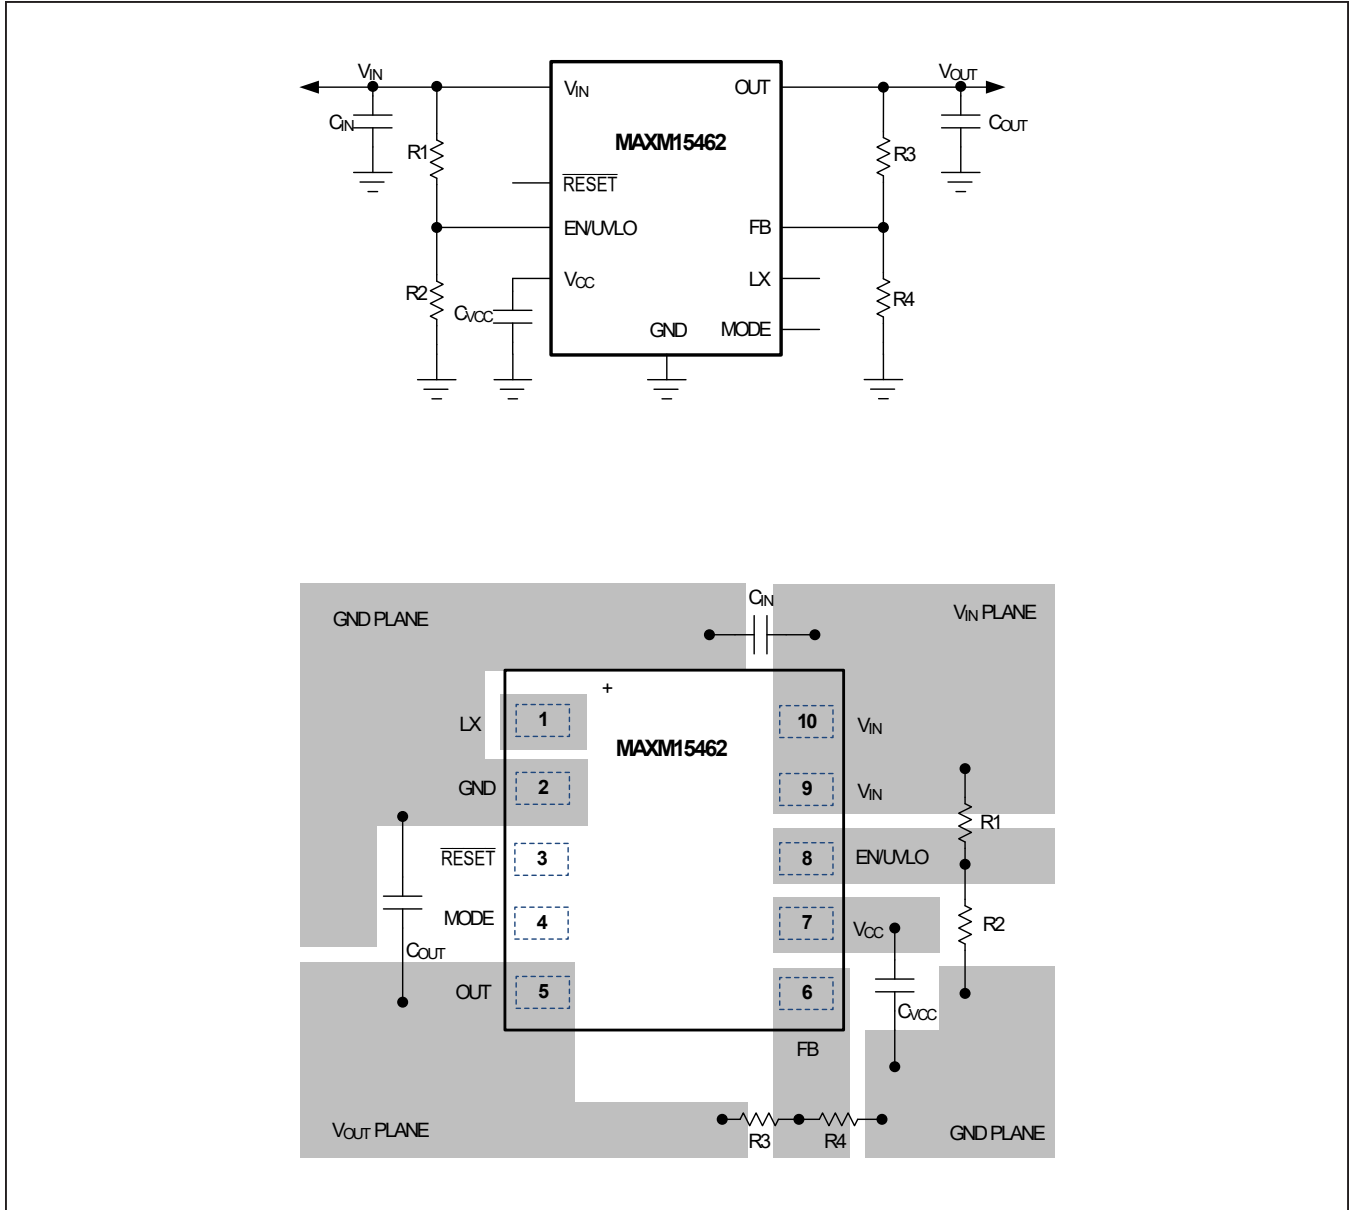 VIN
VOUT
CIN
R1
R2
CVCC
VIN
RESET
EN/UVLO
VCC
MAXM15462
GND
OUT
FB
LX
MODE
R3
R4
COUT
GND PLANE
CIN
VIN PLANE
+
MAXM15462
LX
1
GND
2
RESET
3
MODE
4
OUT
5
10
VIN
9
VIN
8
EN/UVLO
7
VCC
6
FB
R1
R2
CVCC
COUT
VOUT PLANE
R3
R4
GND PLANE